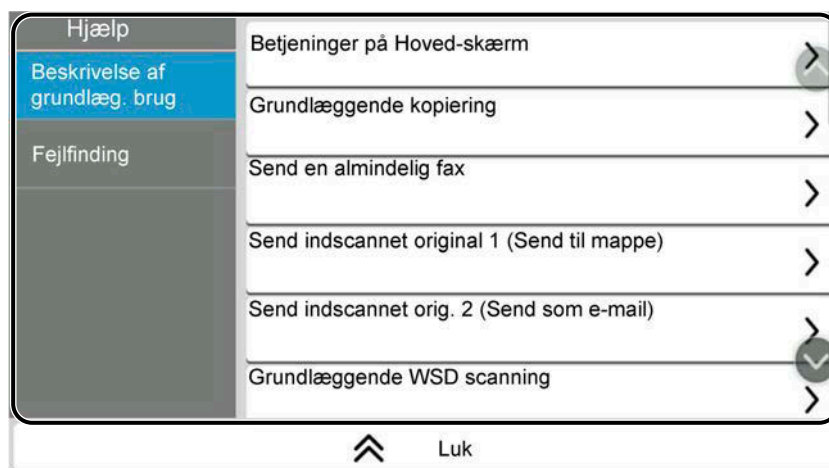 Hjælp
Beskrivelse af
grundlæg. brug
Fejlfinding
Betjeninger på Hoved-skærm
Grundlæggende kopiering
Send en almindelig fax
Send indscannet original 1 (Send til mappe)
Send indscannet orig. 2 (Send som e-mail)
Grundlæggende WSD scanning
Luk